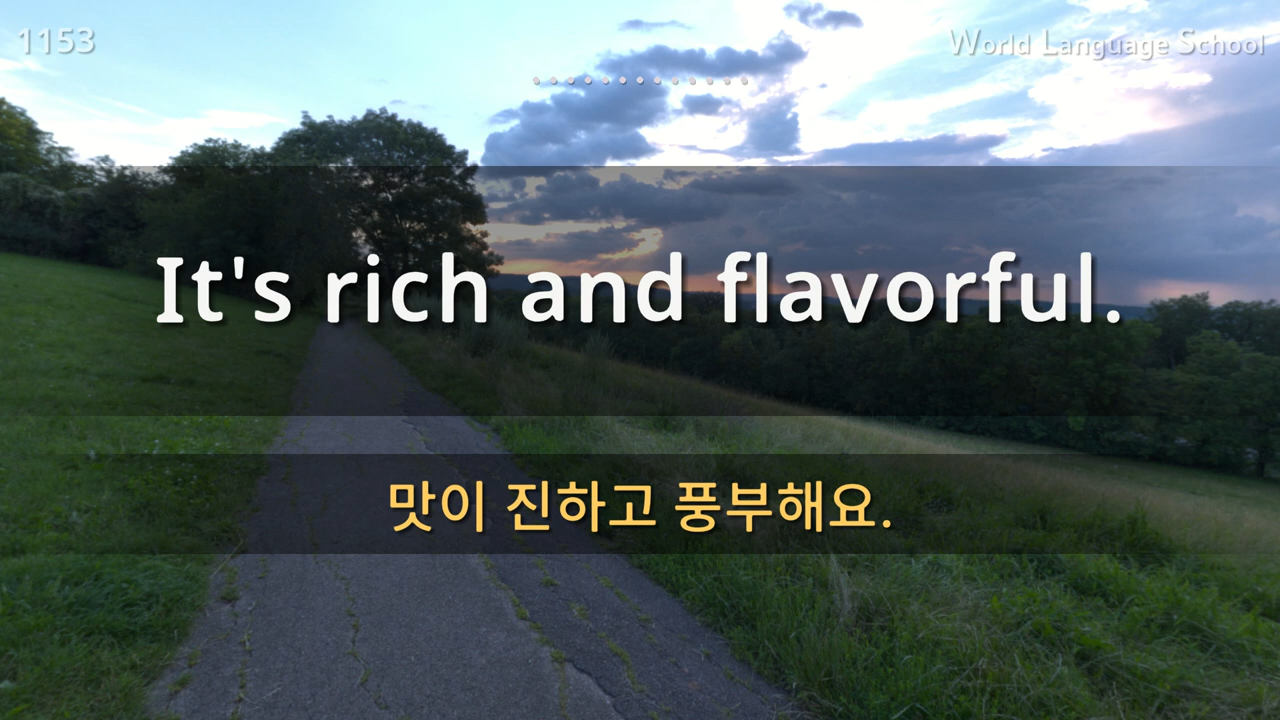 1153
World Language School
It's rich and flavorful.
맛이 진하고 풍부해요.